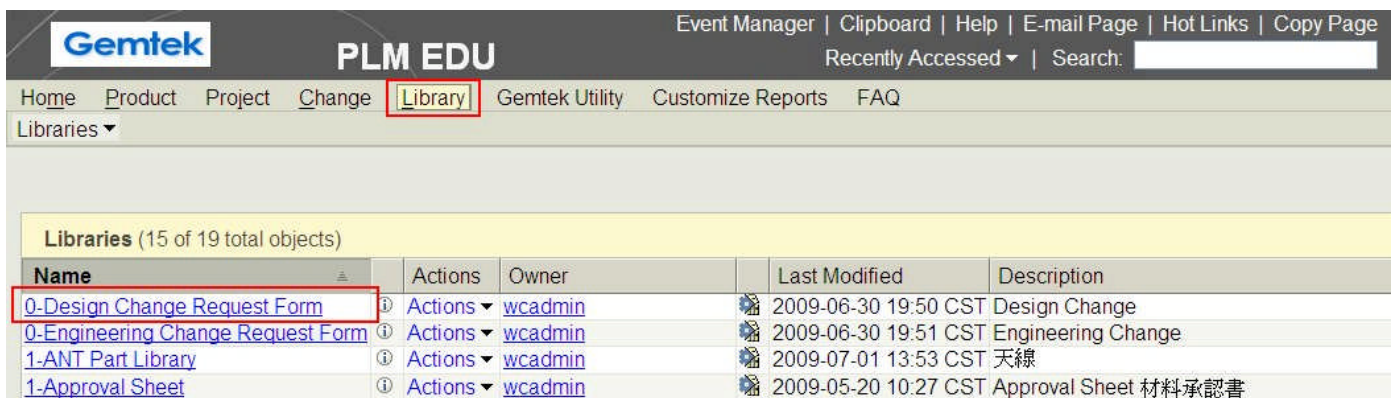 Event Manager | Clipboard | Help | E-mail Page | Hot Links | Copy Page
Gemtek PLM EDU Recently Accessed | Search:
Home Product Project Change Library Gemtek Utility Customize Reports FAQ
Libraries
Libraries (15 of 19 total objects)
Name Actions Owner Last Modified Description
0-Design Change Request Form Actions wcadmin 2009-06-30 19:50 CST Design Change
0-Engineering Change Request Form Actions wcadmin 2009-06-30 19:51 CST Engineering Change
1-ANT Part Library Actions wcadmin 2009-07-01 13:53 CST 天線
1-Approval Sheet Actions wcadmin 2009-05-20 10:27 CST Approval Sheet 材料承認書